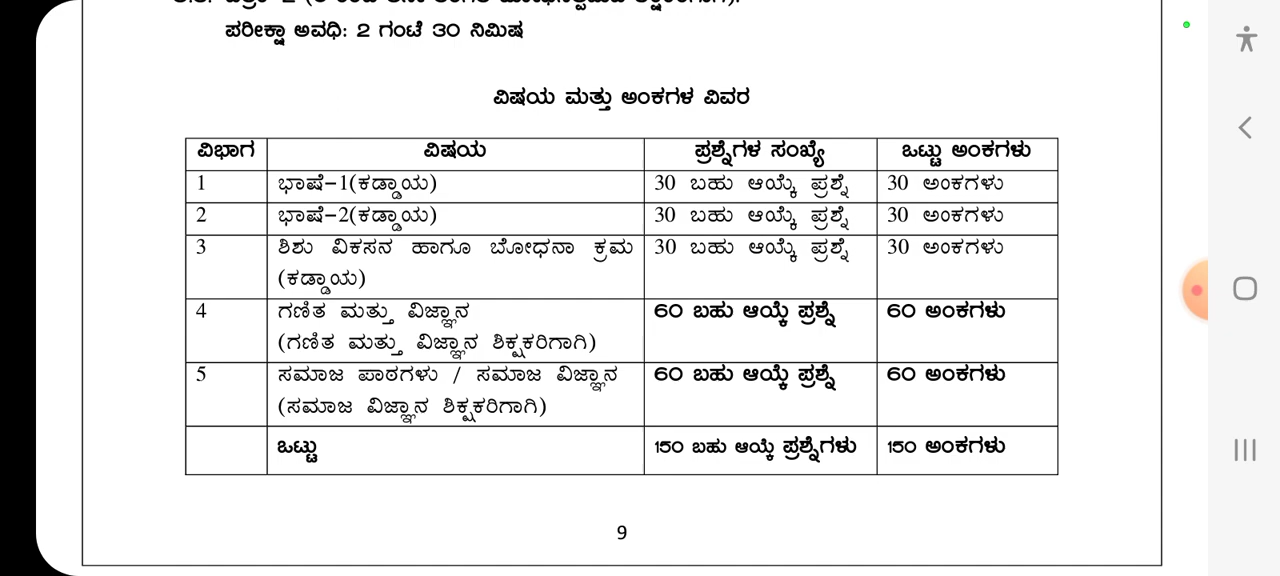 ಪರೀಕ್ಷಾ ಅವಧಿ: 2 ಗಂಟೆ 30 ನಿಮಿಷ
ವಿಷಯ ಮತ್ತು ಅಂಕಗಳ ವಿವರ
ವಿಭಾಗ ವಿಷಯ ಪ್ರಶ್ನೆಗಳ ಸಂಖ್ಯೆ ಒಟ್ಟು ಅಂಕಗಳು
1 ಭಾಷೆ-1(ಕಡ್ಡಾಯ) 30 ಬಹು ಆಯ್ಕೆ ಪ್ರಶ್ನೆ 30 ಅಂಕಗಳು
2 ಭಾಷೆ-2(ಕಡ್ಡಾಯ) 30 ಬಹು ಆಯ್ಕೆ ಪ್ರಶ್ನೆ 30 ಅಂಕಗಳು
3 ಶಿಶು ವಿಕಸನ ಹಾಗೂ ಬೋಧನಾ ಕ್ರಮ 30 ಬಹು ಆಯ್ಕೆ ಪ್ರಶ್ನೆ 30 ಅಂಕಗಳು
(ಕಡ್ಡಾಯ)
4 ಗಣಿತ ಮತ್ತು ವಿಜ್ಞಾನ 60 ಬಹು ಆಯ್ಕೆ ಪ್ರಶ್ನೆ 60 ಅಂಕಗಳು
(ಗಣಿತ ಮತ್ತು ವಿಜ್ಞಾನ ಶಿಕ್ಷಕರಿಗಾಗಿ)
5 ಸಮಾಜ ಪಾಠಗಳು / ಸಮಾಜ ವಿಜ್ಞಾನ 60 ಬಹು ಆಯ್ಕೆ ಪ್ರಶ್ನೆ 60 ಅಂಕಗಳು
(ಸಮಾಜ ವಿಜ್ಞಾನ ಶಿಕ್ಷಕರಿಗಾಗಿ)
ಒಟ್ಟು 150 ಬಹು ಆಯ್ಕೆ ಪ್ರಶ್ನೆಗಳು 150 ಅಂಕಗಳು
9